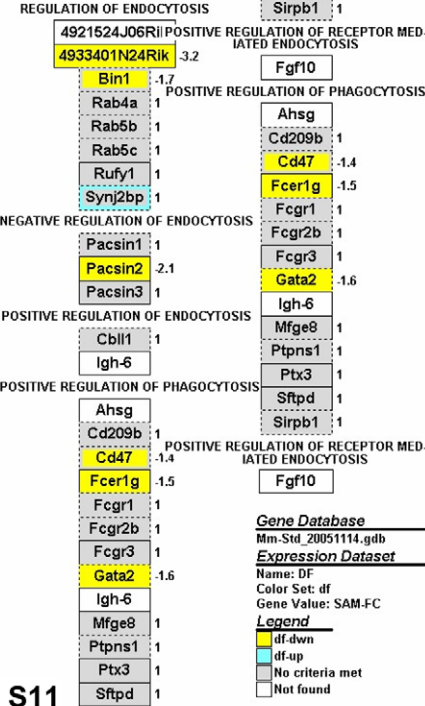 REGULATION OF ENDOCYTOSIS
4921524J06Ri
4933401N24Rik -3.2
Bin1 -1.7
Rab4a 1
Rab5b 1
Rab5c 1
Rufy1 1
Synj2bp 1
NEGATIVE REGULATION OF ENDOCYTOSIS
Pacsin1 1
Pacsin2 -2.1
Pacsin3 1
POSITIVE REGULATION OF ENDOCYTOSIS
Cbll1 1
Igh-6
POSITIVE REGULATION OF PHAGOCYTOSIS
Ahsg
Cd209b 1
Cd47 -1.4
Fcer1g -1.5
Fcgr1 1
Fcgr2b 1
Fcgr3 1
Gata2 -1.6
Igh-6
Mfge8 1
Ptpns1 1
Ptx3 1
Sftpd 1
S11
Sirpb1 1
POSITIVE REGULATION OF RECEPTOR MED-
IATED ENDOCYTOSIS
Fgf10
POSITIVE REGULATION OF PHAGOCYTOSIS
Ahsg
Cd209b 1
Cd47 -1.4
Fcer1g -1.5
Fcgr1 1
Fcgr2b 1
Fcgr3 1
Gata2 -1.6
Igh-6
Mfge8 1
Ptpns1 1
Ptx3 1
Sftpd 1
Sirpb1 1
POSITIVE REGULATION OF RECEPTOR MED-
IATED ENDOCYTOSIS
Fgf10
Gene Database
Mm-Std_20051114.gdb
Expression Dataset
Name: DF
Color Set: df
Gene Value: SAM-FC
Legend
df-dwn
df-up
No criteria met
Not found